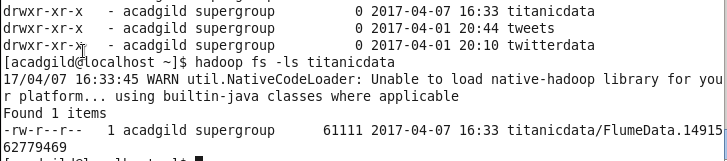 drwxr-xr-x   - acadgild supergroup          0 2017-04-07 16:33 titanicdata
drwxr-xr-x   - acadgild supergroup          0 2017-04-01 20:44 tweets
drwxr-xr-x   - acadgild supergroup          0 2017-04-01 20:10 twitterdata
[acadgild@localhost ~]$ hadoop fs -ls titanicdata
17/04/07 16:33:45 WARN util.NativeCodeLoader: Unable to load native-hadoop library for you
r platform... using builtin-java classes where applicable
Found 1 items
-rw-r--r--   1 acadgild supergroup      61111 2017-04-07 16:33 titanicdata/FlumeData.14915
62779469